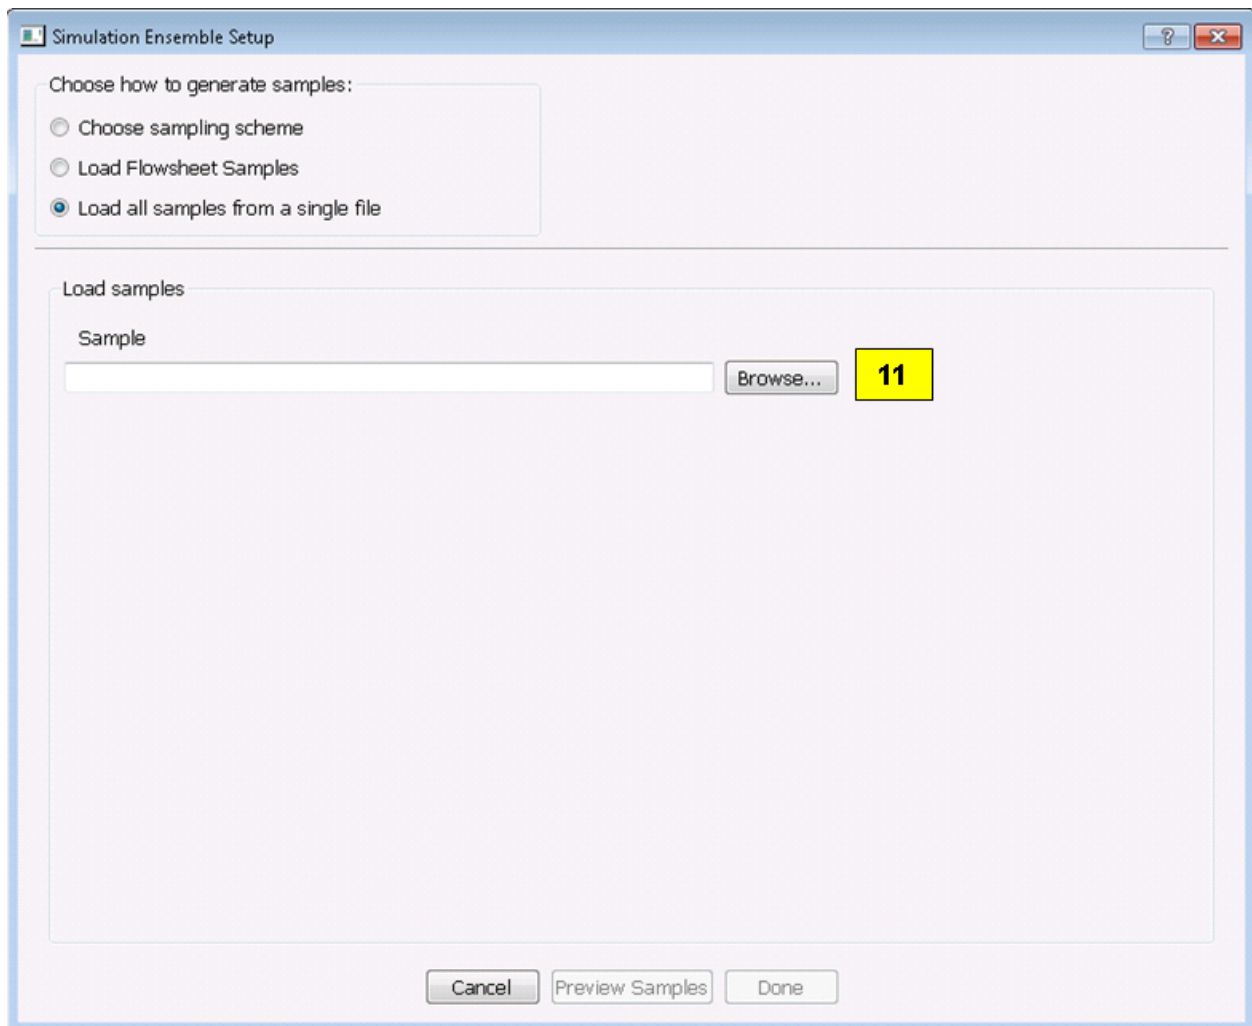 Simulation Ensemble Setup
Choose how to generate samples:
Choose sampling scheme
Load Flowsheet Samples
Load all samples from a single file
Load samples
Sample
Browse... 11
Cancel Preview Samples Done